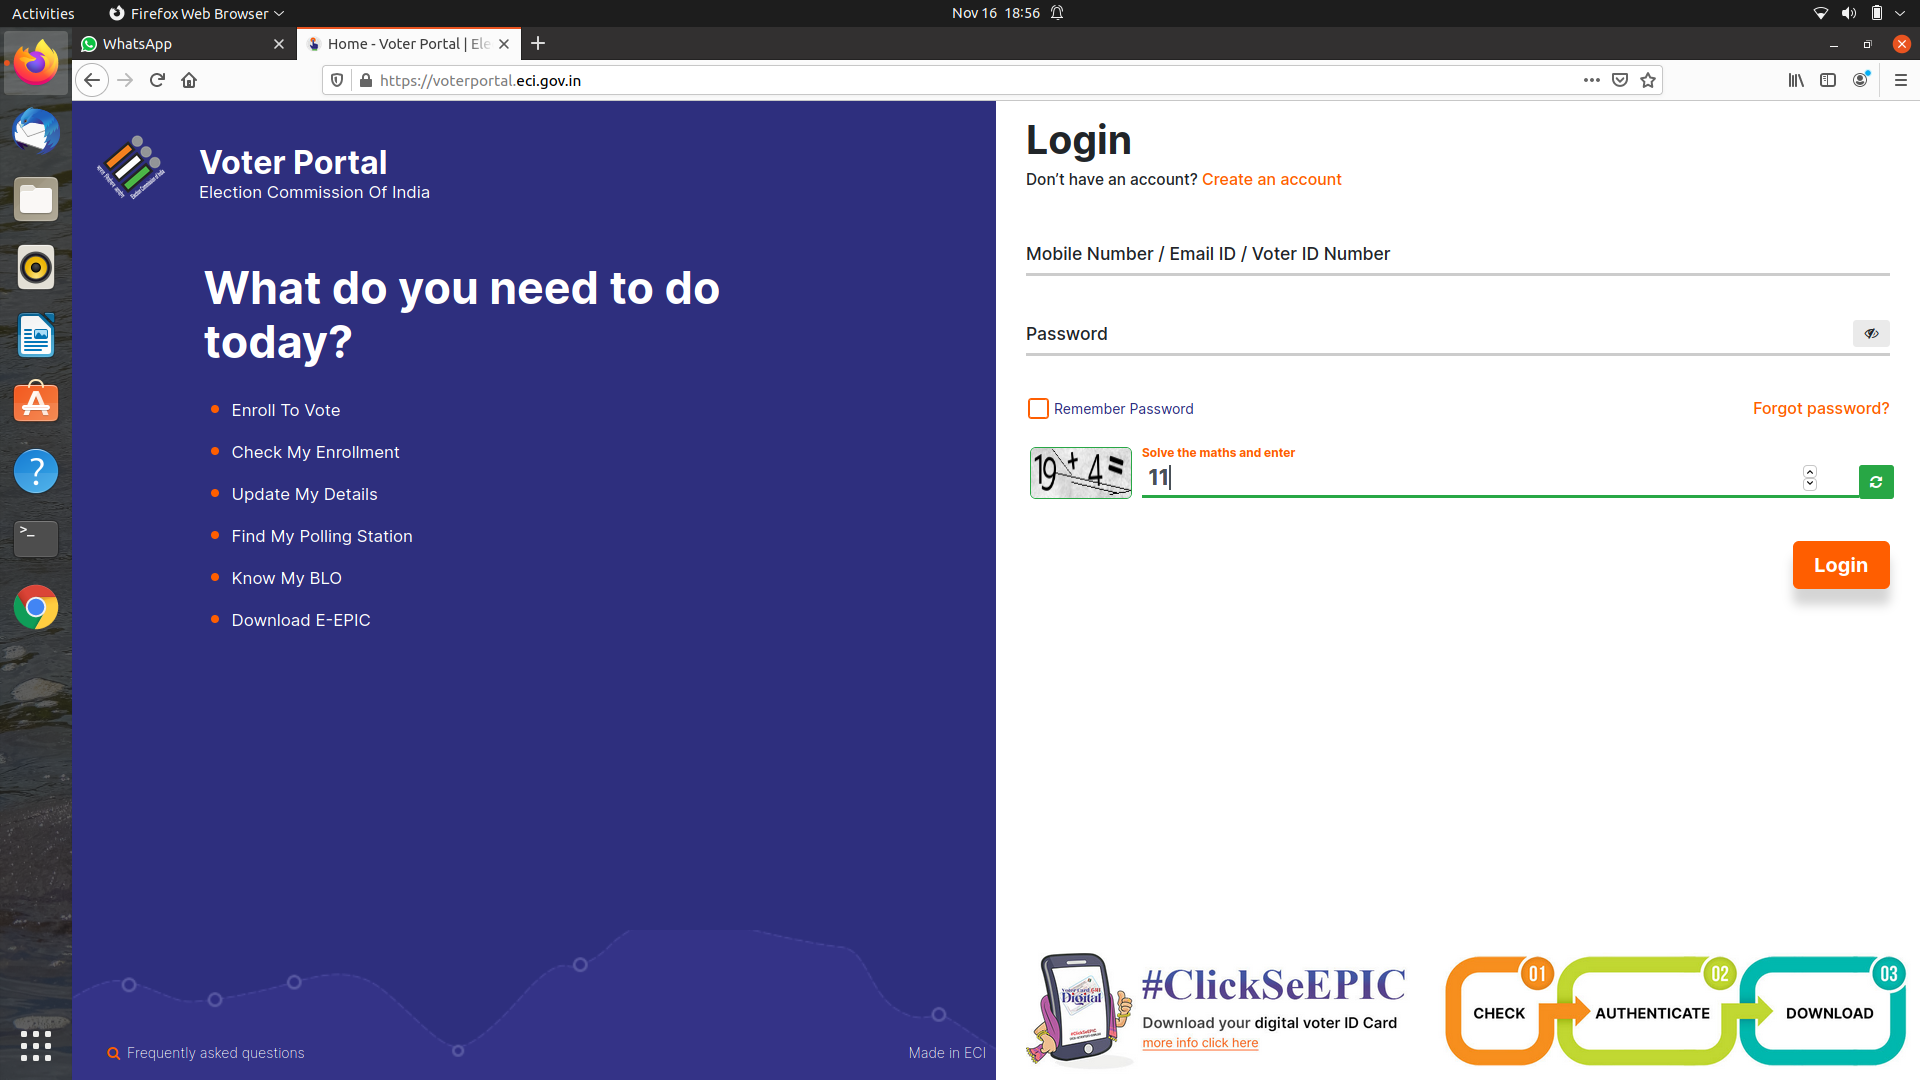 Activities
Firefox Web Browser
Nov 16 18:56
WhatsApp
Home - Voter Portal | Ele
https://voterportal.eci.gov.in
Voter Portal
Election Commission Of India
What do you need to do
today?
Enroll To Vote
Check My Enrollment
Update My Details
Find My Polling Station
Know My BLO
Download E-EPIC
Frequently asked questions
Made in ECI
Login
Don't have an account? Create an account
Mobile Number / Email ID / Voter ID Number
Password
Remember Password
Forgot password?
19 + 4 =
Solve the maths and enter
11
Login
Digital
#ClickSeEPIC
#ClickSeEPIC
Download your digital voter ID Card
more info click here
01
CHECK
02
AUTHENTICATE
03
DOWNLOAD